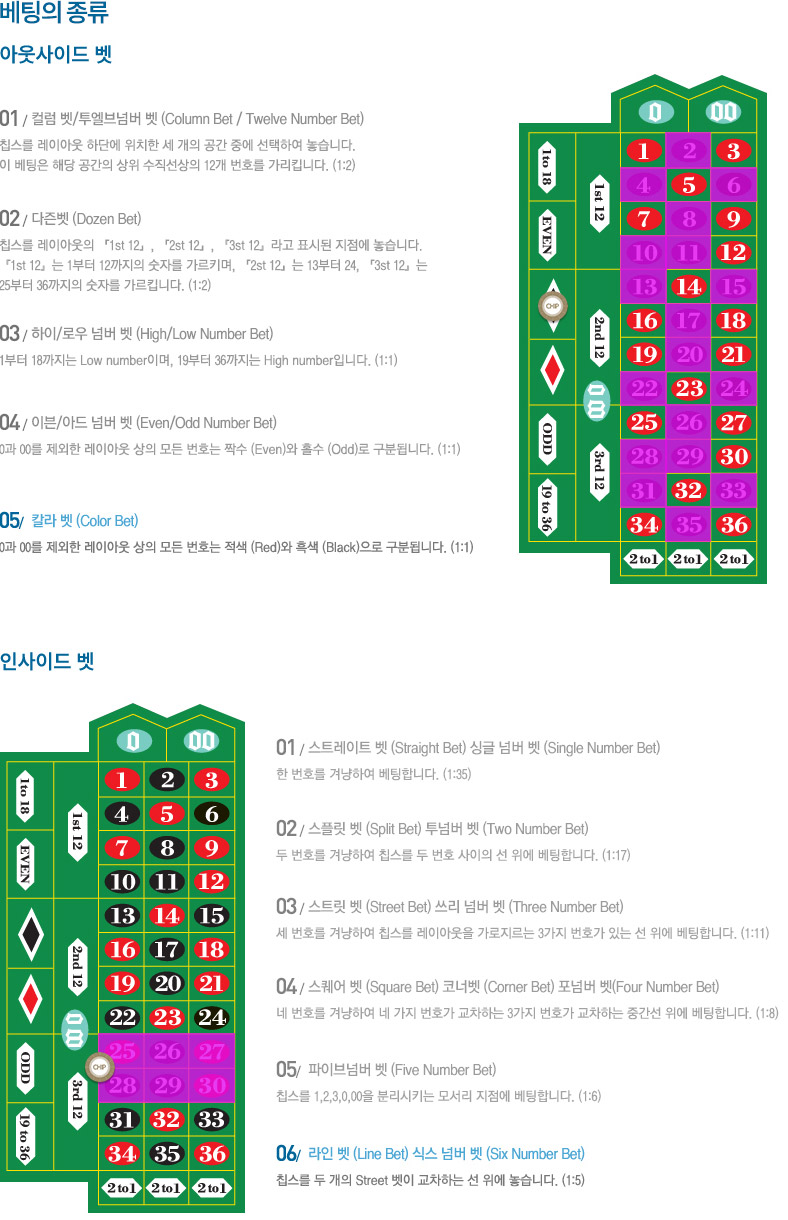 베팅의 종류
아웃사이드 벳
01 / 컬럼 벳/투엘브넘버 벳 (Column Bet / Twelve Number Bet)
칩스를 레이아웃 하단에 위치한 세 개의 공간 중에 선택하여 놓습니다.
이 베팅은 해당 공간의 상위 수직선상의 12개 번호를 가리킵니다. (1:2)
02 / 다즌벳 (Dozen Bet)
칩스를 레이아웃의 『1st 12』, 『2st 12』, 『3st 12』라고 표시된 지점에 놓습니다.
『1st 12』는 1부터 12까지의 숫자를 가르키며, 『2st 12』는 13부터 24, 『3st 12』는
25부터 36까지의 숫자를 가르킵니다. (1:2)
03 / 하이/로우 넘버 벳 (High/Low Number Bet)
1부터 18까지는 Low number이며, 19부터 36까지는 High number입니다. (1:1)
04 / 이븐/아드 넘버 벳 (Even/Odd Number Bet)
0과 00를 제외한 레이아웃 상의 모든 번호는 짝수 (Even)와 홀수 (Odd)로 구분됩니다. (1:1)
05/ 칼라 벳 (Color Bet)
0과 00를 제외한 레이아웃 상의 모든 번호는 적색 (Red)와 흑색 (Black)으로 구분됩니다. (1:1)
0 00
1 2 3
4 5 6
7 8 9
10 11 12
13 14 15
16 17 18
19 20 21
22 23 24
25 26 27
28 29 30
31 32 33
34 35 36
2 to 1 2 to 1 2 to 1
1st 12
2nd 12
00
3rd 12
1 to 18
EVEN
CHIP
ODD
19 to 36
인사이드 벳
0 00
1 2 3
4 5 6
7 8 9
10 11 12
13 14 15
16 17 18
19 20 21
22 23 24
25 26 27
28 29 30
31 32 33
34 35 36
2 to 1 2 to 1 2 to 1
1st 12
2nd 12
00
3rd 12
1 to 18
EVEN
CHIP
ODD
19 to 36
01 / 스트레이트 벳 (Straight Bet) 싱글 넘버 벳 (Single Number Bet)
한 번호를 겨냥하여 베팅합니다. (1:35)
02 / 스플릿 벳 (Split Bet) 투넘버 벳 (Two Number Bet)
두 번호를 겨냥하여 칩스를 두 번호 사이의 선 위에 베팅합니다. (1:17)
03 / 스트릿 벳 (Street Bet) 쓰리 넘버 벳 (Three Number Bet)
세 번호를 겨냥하여 칩스를 레이아웃을 가로지르는 3가지 번호가 있는 선 위에 베팅합니다. (1:11)
04 / 스퀘어 벳 (Square Bet) 코너벳 (Corner Bet) 포넘버 벳(Four Number Bet)
네 번호를 겨냥하여 네 가지 번호가 교차하는 3가지 번호가 교차하는 중간선 위에 베팅합니다. (1:8)
05/ 파이브넘버 벳 (Five Number Bet)
칩스를 1,2,3,0,00을 분리시키는 모서리 지점에 베팅합니다. (1:6)
06/ 라인 벳 (Line Bet) 식스 넘버 벳 (Six Number Bet)
칩스를 두 개의 Street 벳이 교차하는 선 위에 놓습니다. (1:5)